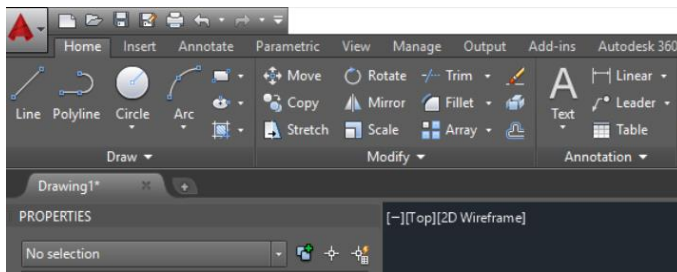 Home Insert Annotate Parametric View Manage Output Add-ins Autodesk 360
Line Polyline Circle Arc
Move Rotate Trim
Copy Mirror Fillet
Stretch Scale Array
Text
Linear
Leader
Table
Draw Modify Annotation
Drawing1*
PROPERTIES
[−][Top][2D Wireframe]
No selection